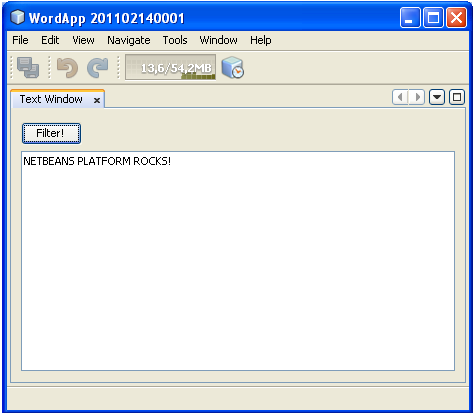 WordApp 201102140001
File Edit View Navigate Tools Window Help
13,6/54,2MB
Text Window
Filter!
NETBEANS PLATFORM ROCKS!